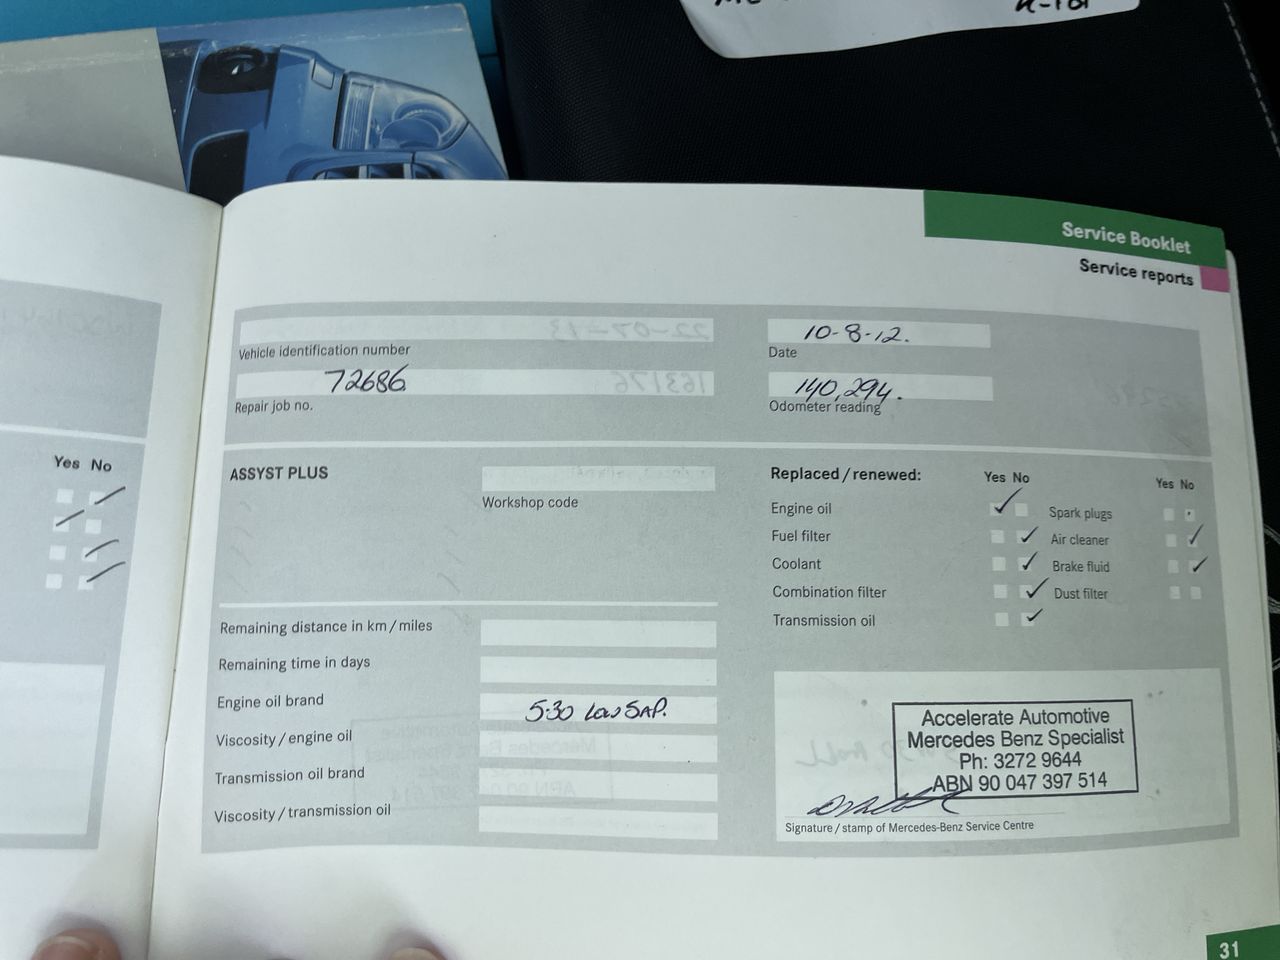 Service Booklet
Service reports
10-8-12.
Vehicle identification number
Date
72686
140,294.
Repair job no.
Odometer reading
Yes No
ASSYST PLUS
Workshop code
Replaced / renewed:
Yes No
Yes No
Engine oil
Spark plugs
Fuel filter
Air cleaner
Coolant
Brake fluid
Combination filter
Dust filter
Transmission oil
Remaining distance in km / miles
Remaining time in days
Engine oil brand
5-30 LOW SAP.
Viscosity / engine oil
Transmission oil brand
Viscosity / transmission oil
Accelerate Automotive
Mercedes Benz Specialist
Ph: 3272 9644
ABN 90 047 397 514
Signature / stamp of Mercedes-Benz Service Centre
31